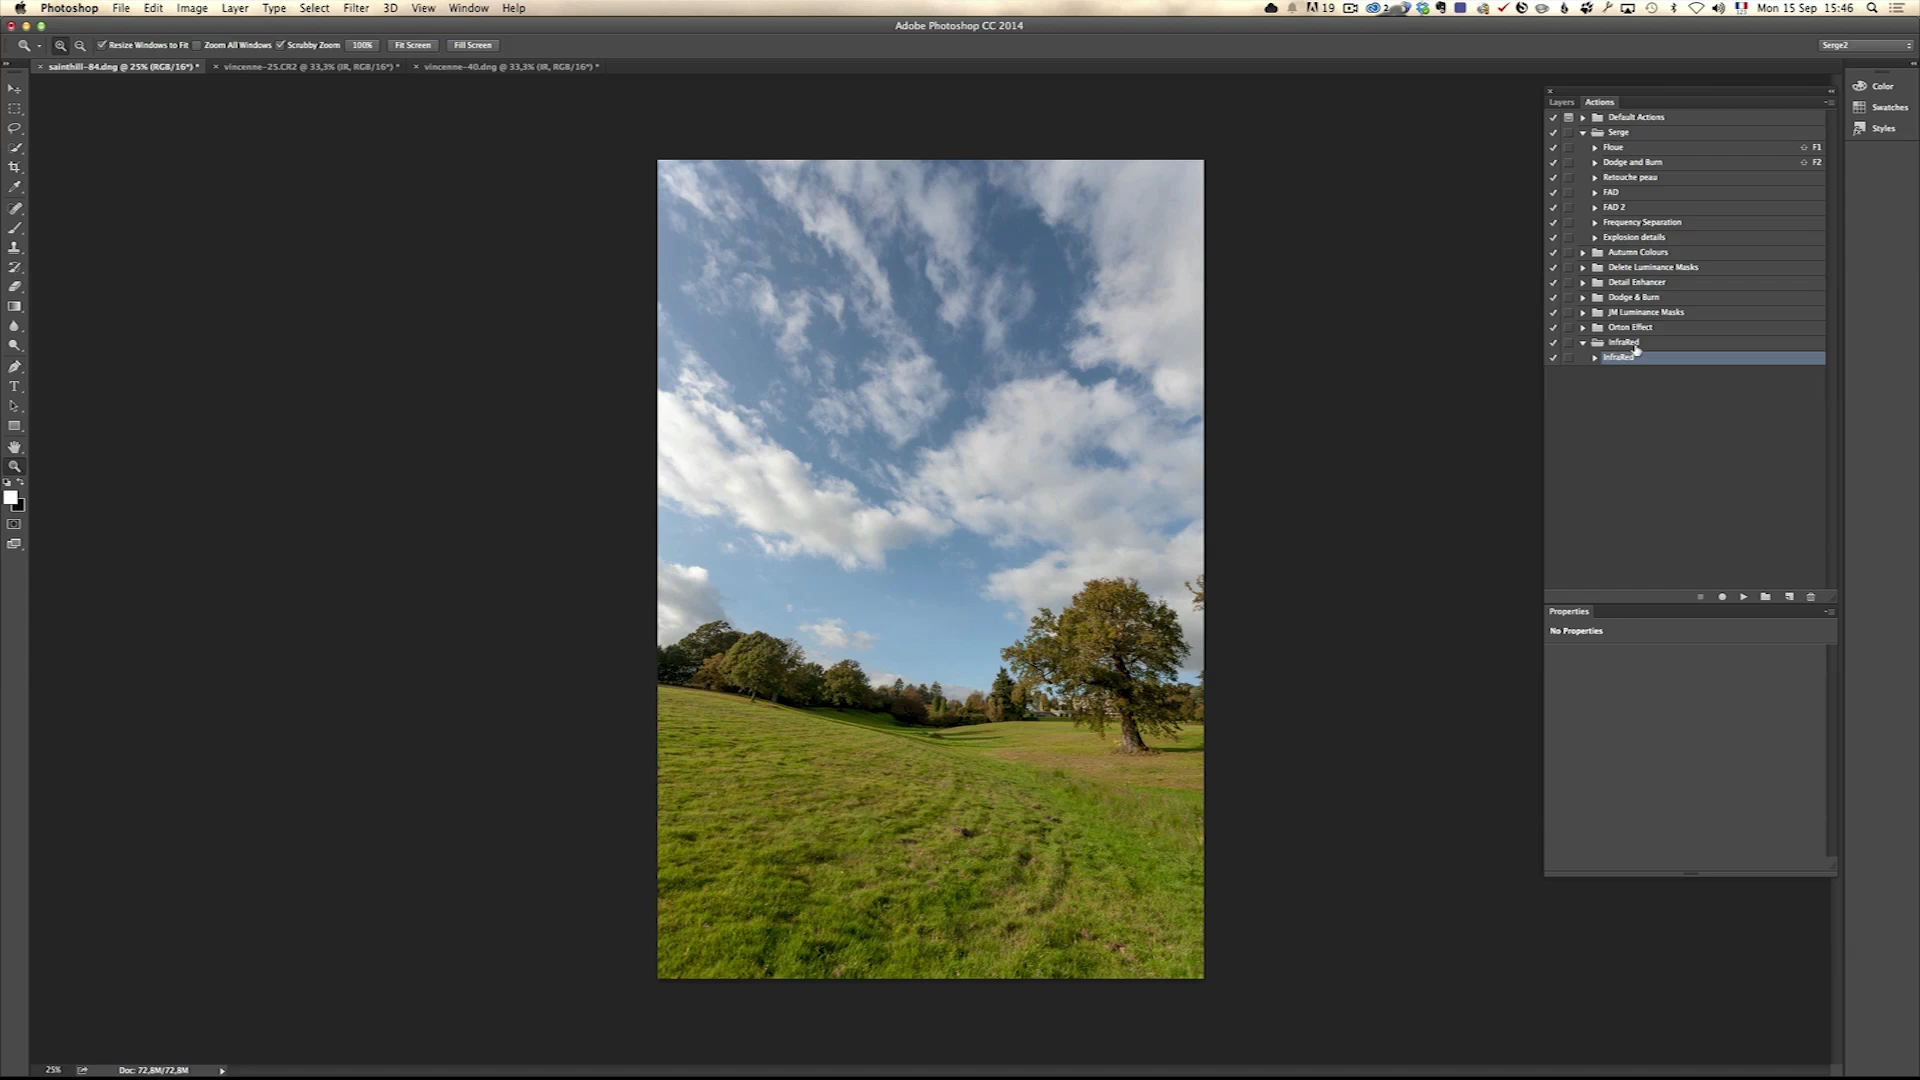 Photoshop File Edit Image Layer Type Select Filter 3D View Window Help 19 2 Mon 15 Sep 15:46
Adobe Photoshop CC 2014
Resize Windows to Fit Zoom All Windows Scrubby Zoom 100% Fit Screen Fill Screen Serge2
× sainthill-84.dng @ 25% (RGB/16*) * × vincenne-25.CR2 @ 33,3% (IR, RGB/16*) * × vincenne-40.dng @ 33,3% (IR, RGB/16*) *
Color
Swatches
Styles
Layers Actions
Default Actions
Serge
Floue F1
Dodge and Burn F2
Retouche peau
FAD
FAD 2
Frequency Separation
Explosion details
Autumn Colours
Delete Luminance Masks
Detail Enhancer
Dodge & Burn
JM Luminance Masks
Orton Effect
InfraRed
InfraRed
Properties
No Properties
25% Doc: 72,8M/72,8M